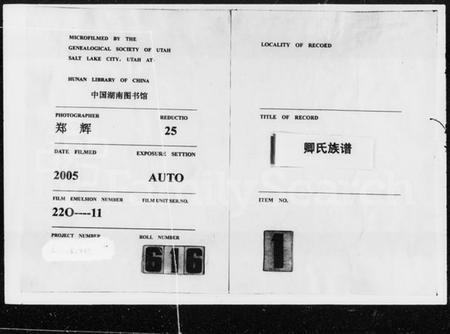 MICROFILMED BY THE
GENEALOGICAL SOCIETY OF UTAH
SALT LAKE CITY, UTAH AT
HUNAN LIBRARY OF CHINA
中国湖南图书馆
PHOTOGRAPHER REDUCTIO
郑 辉 25
DATE FILMED EXPOSURE SETTION
2005 AUTO
FILM EMULSION NUMBER FILM UNIT SER.NO.
22O----11
PROJECT NUMBER ROLL NUMBER
616
LOCALITY OF RECORD
TITLE OF RECORD
卿氏族谱
ITEM NO.
1